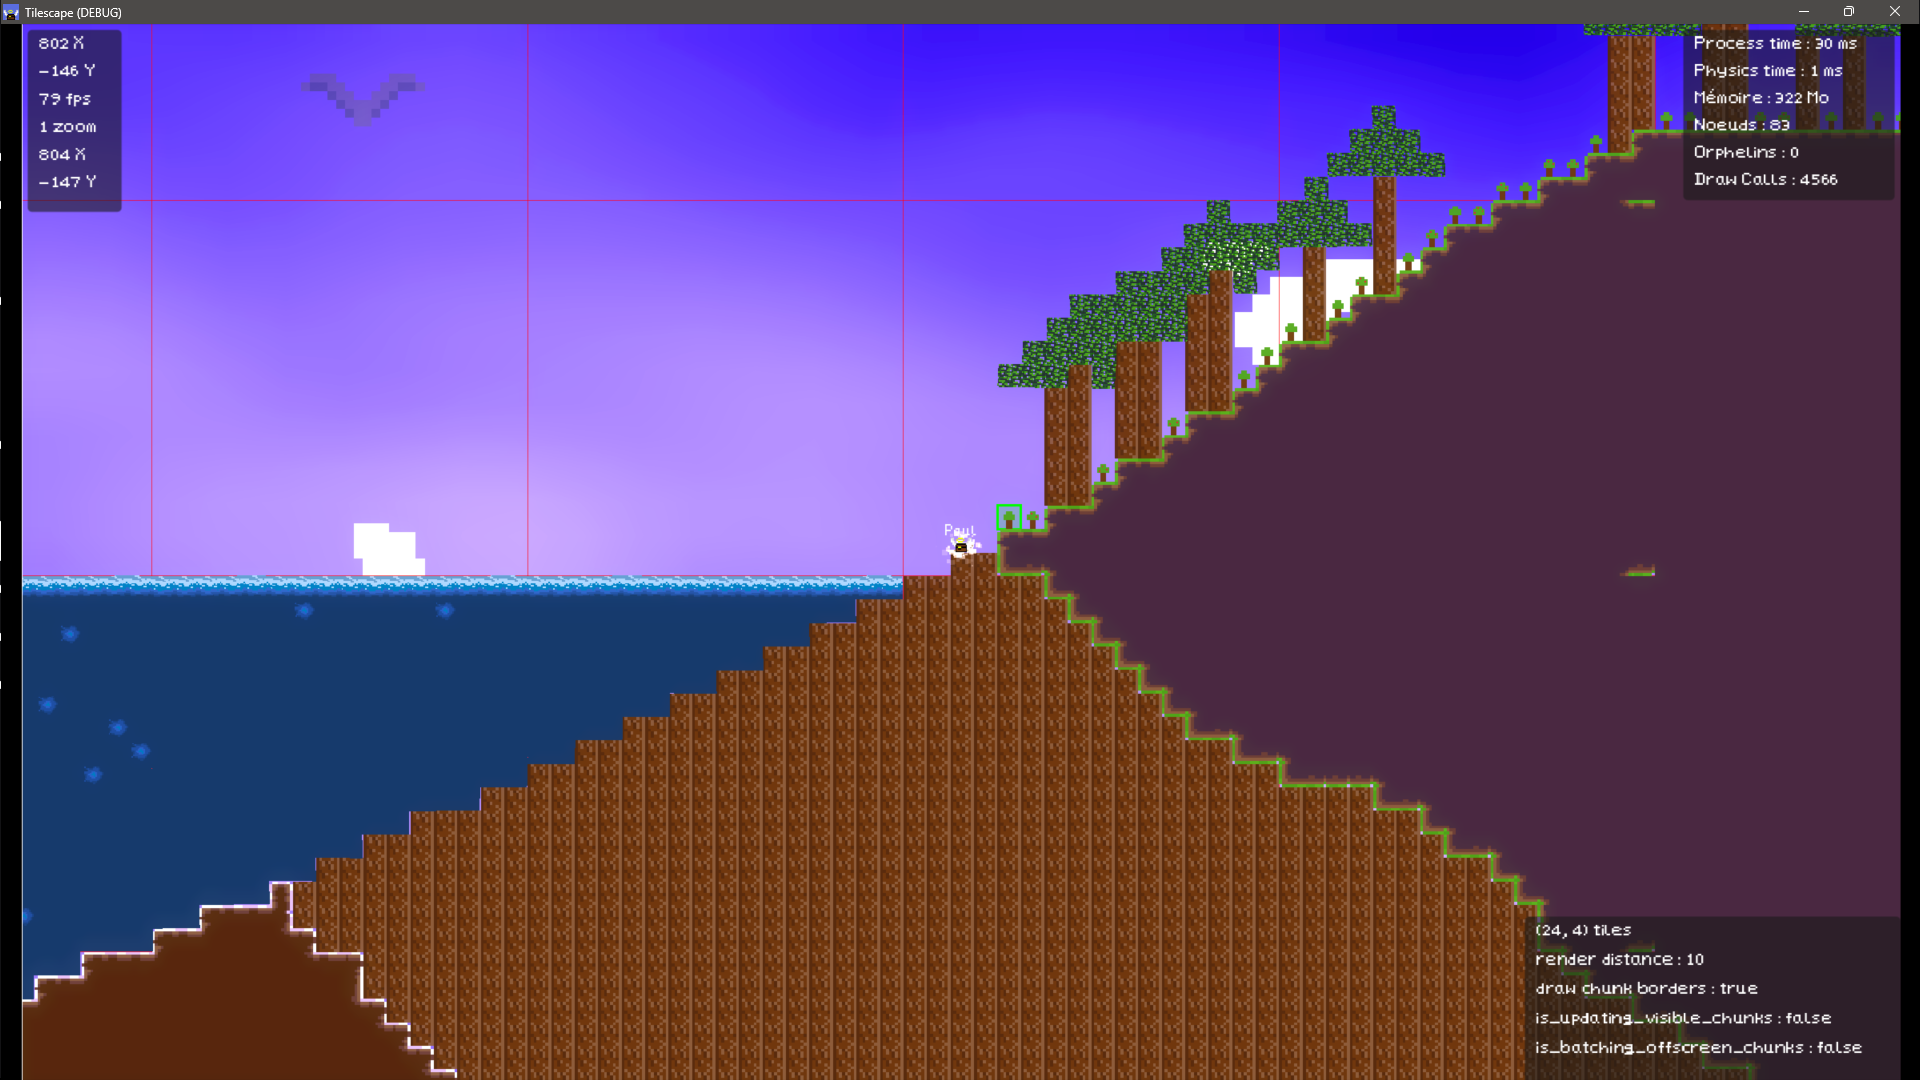 Tilescape (DEBUG)
802 X
-146 Y
79 fps
1 zoom
804 X
-147 Y
Process time : 30 ms
Physics time : 1 ms
Mémoire : 322 Mo
Noeuds : 83
Orphelins : 0
Draw Calls : 4566
Paul
(24, 4) tiles
render distance : 10
draw chunk borders : true
is_updating_visible_chunks : false
is_batching_offscreen_chunks : false